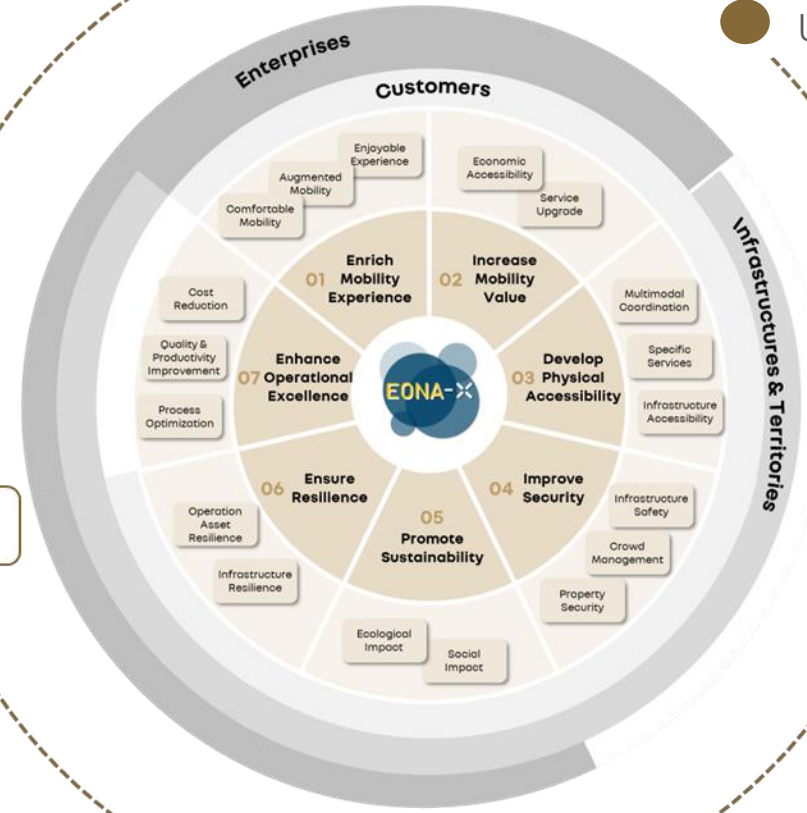 Enterprises
Customers
Infrastructures & Territories
Enjoyable
Experience
Augmented
Mobility
Comfortable
Mobility
Economic
Accessibility
Service
Upgrade
01
Enrich
Mobility
Experience
02
Increase
Mobility
Value
Multimodal
Coordination
Specific
Services
Infrastructure
Accessibility
03
Develop
Physical
Accessibility
Cost
Reduction
Quality &
Productivity
Improvement
Process
Optimization
07
Enhance
Operational
Excellence
EONA-X
06
Ensure
Resilience
04
Improve
Security
05
Promote
Sustainability
Infrastructure
Safety
Crowd
Management
Property
Security
Operation
Asset
Resilience
Infrastructure
Resilience
Ecological
Impact
Social
Impact